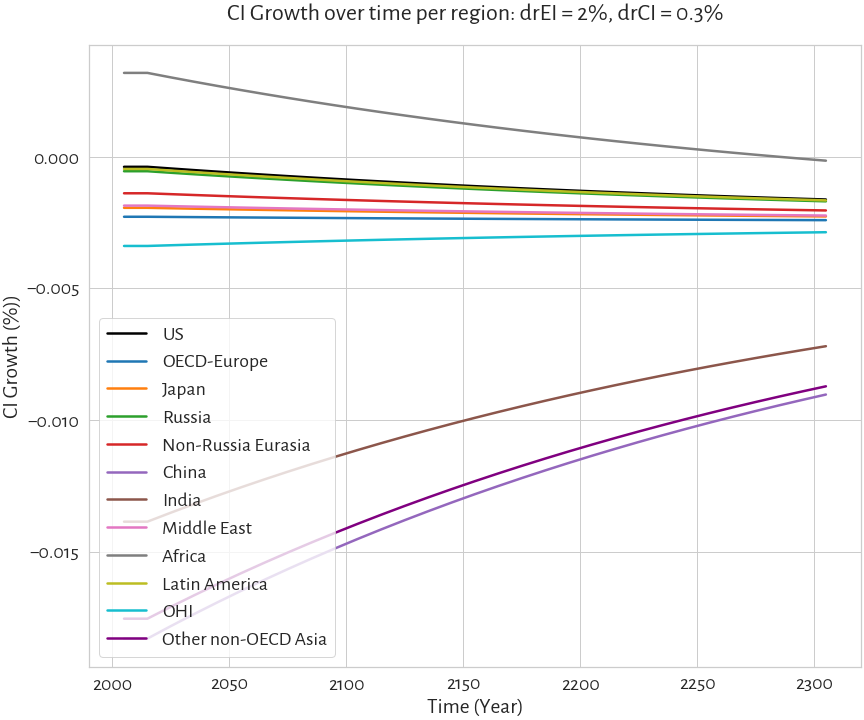 CI Growth over time per region: drEI = 2%, drCI = 0.3%
CI Growth (%))
0.000
−0.005
−0.010
−0.015
US
OECD-Europe
Japan
Russia
Non-Russia Eurasia
China
India
Middle East
Africa
Latin America
OHI
Other non-OECD Asia
2000 2050 2100 2150 2200 2250 2300
Time (Year)